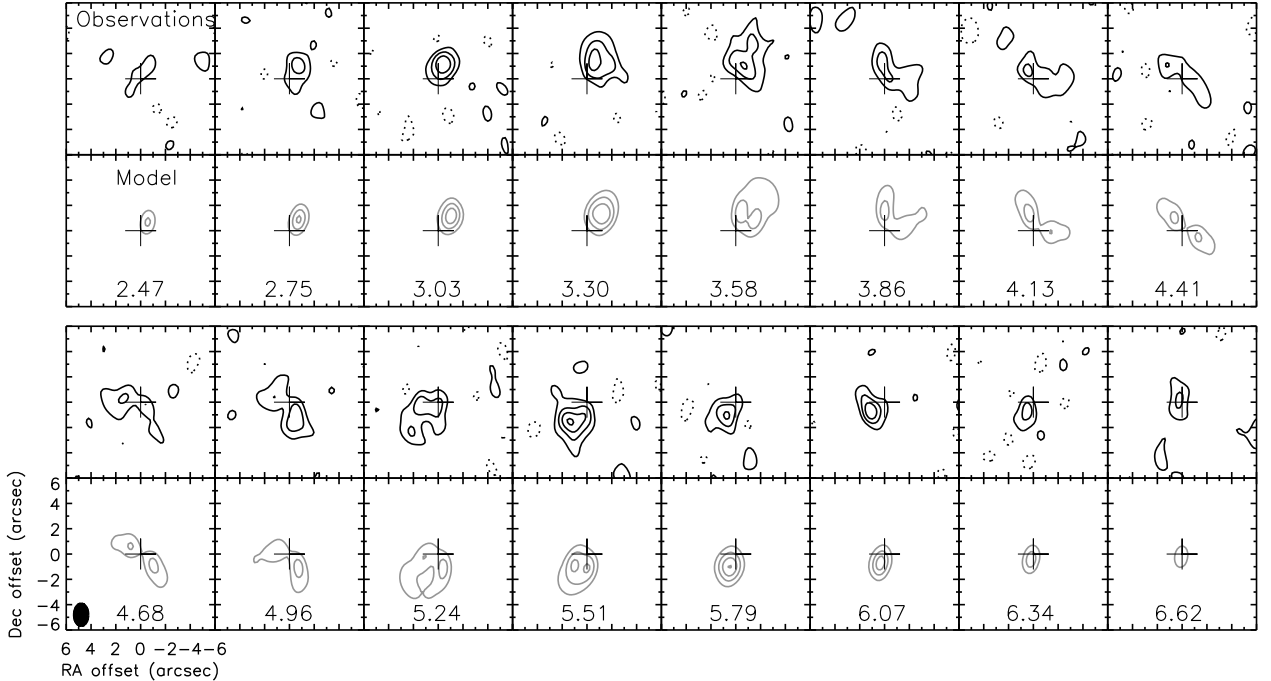 Observations
Model
2.47 2.75 3.03 3.30 3.58 3.86 4.13 4.41
6
4
2
0
−2
−4
−6
Dec offset (arcsec)
4.68 4.96 5.24 5.51 5.79 6.07 6.34 6.62
6 4 2 0 −2−4−6
RA offset (arcsec)